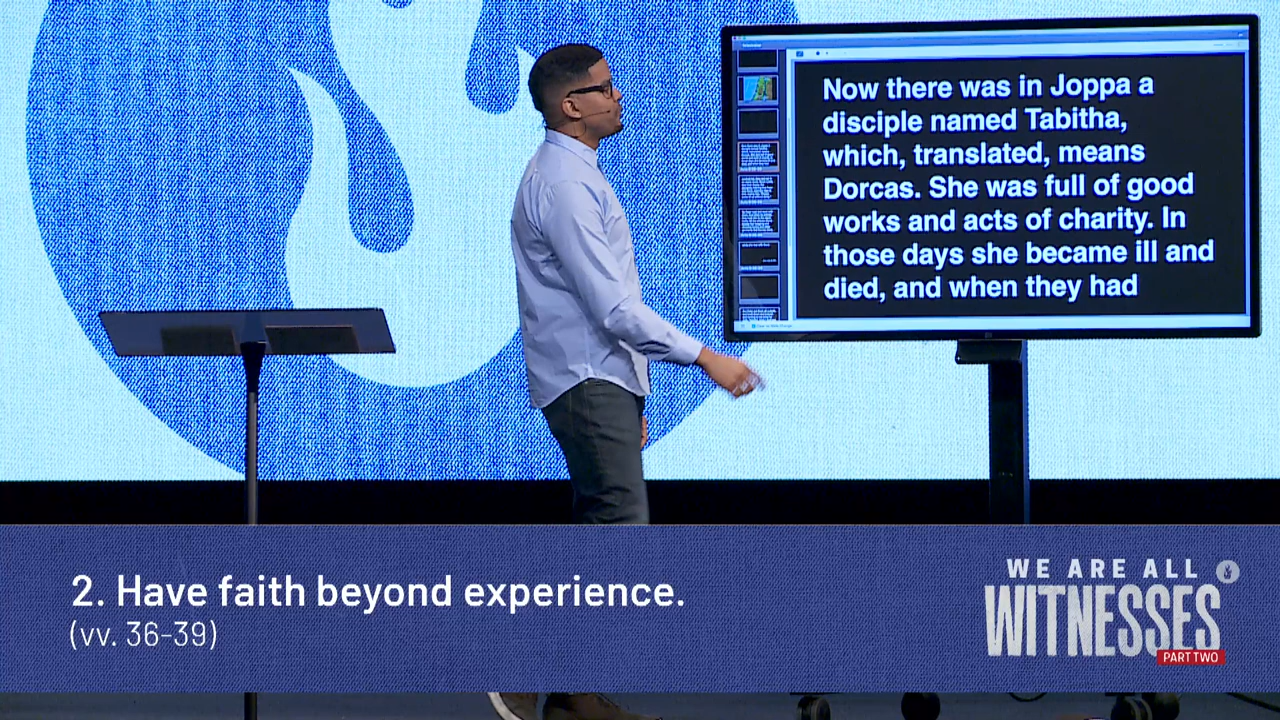 Now there was in Joppa a
disciple named Tabitha,
which, translated, means
Dorcas. She was full of good
works and acts of charity. In
those days she became ill and
died, and when they had
2. Have faith beyond experience.
(vv. 36-39)
WE ARE ALL
WITNESSES
PART TWO